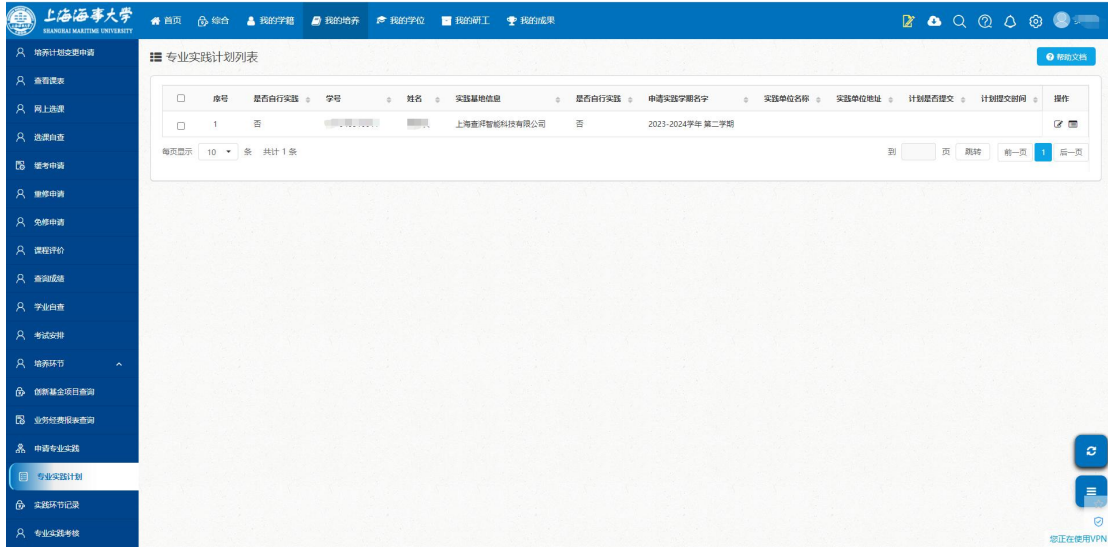 上海海事大学
SHANGHAI MARITIME UNIVERSITY
首页 综合 我的学籍 我的培养 我的学位 我的研工 我的成果
培养计划变更申请
查看课表
网上选课
选课自查
缓考申请
重修申请
免修申请
课程评价
查询成绩
学业自查
考试安排
培养环节
创新基金项目查询
业务经费报表查询
申请专业实践
专业实践计划
实践环节记录
专业实践考核
专业实践计划列表
帮助文档
序号 是否自行实践 学号 姓名 实践基地信息 是否自行实践 申请实践学期名字 实践单位名称 实践单位地址 计划是否提交 计划提交时间 操作
1 否 上海查湃智能科技有限公司 否 2023-2024学年 第二学期
每页显示 10 条 共计 1 条 到 页 跳转 前一页 1 后一页
您正在使用VPN